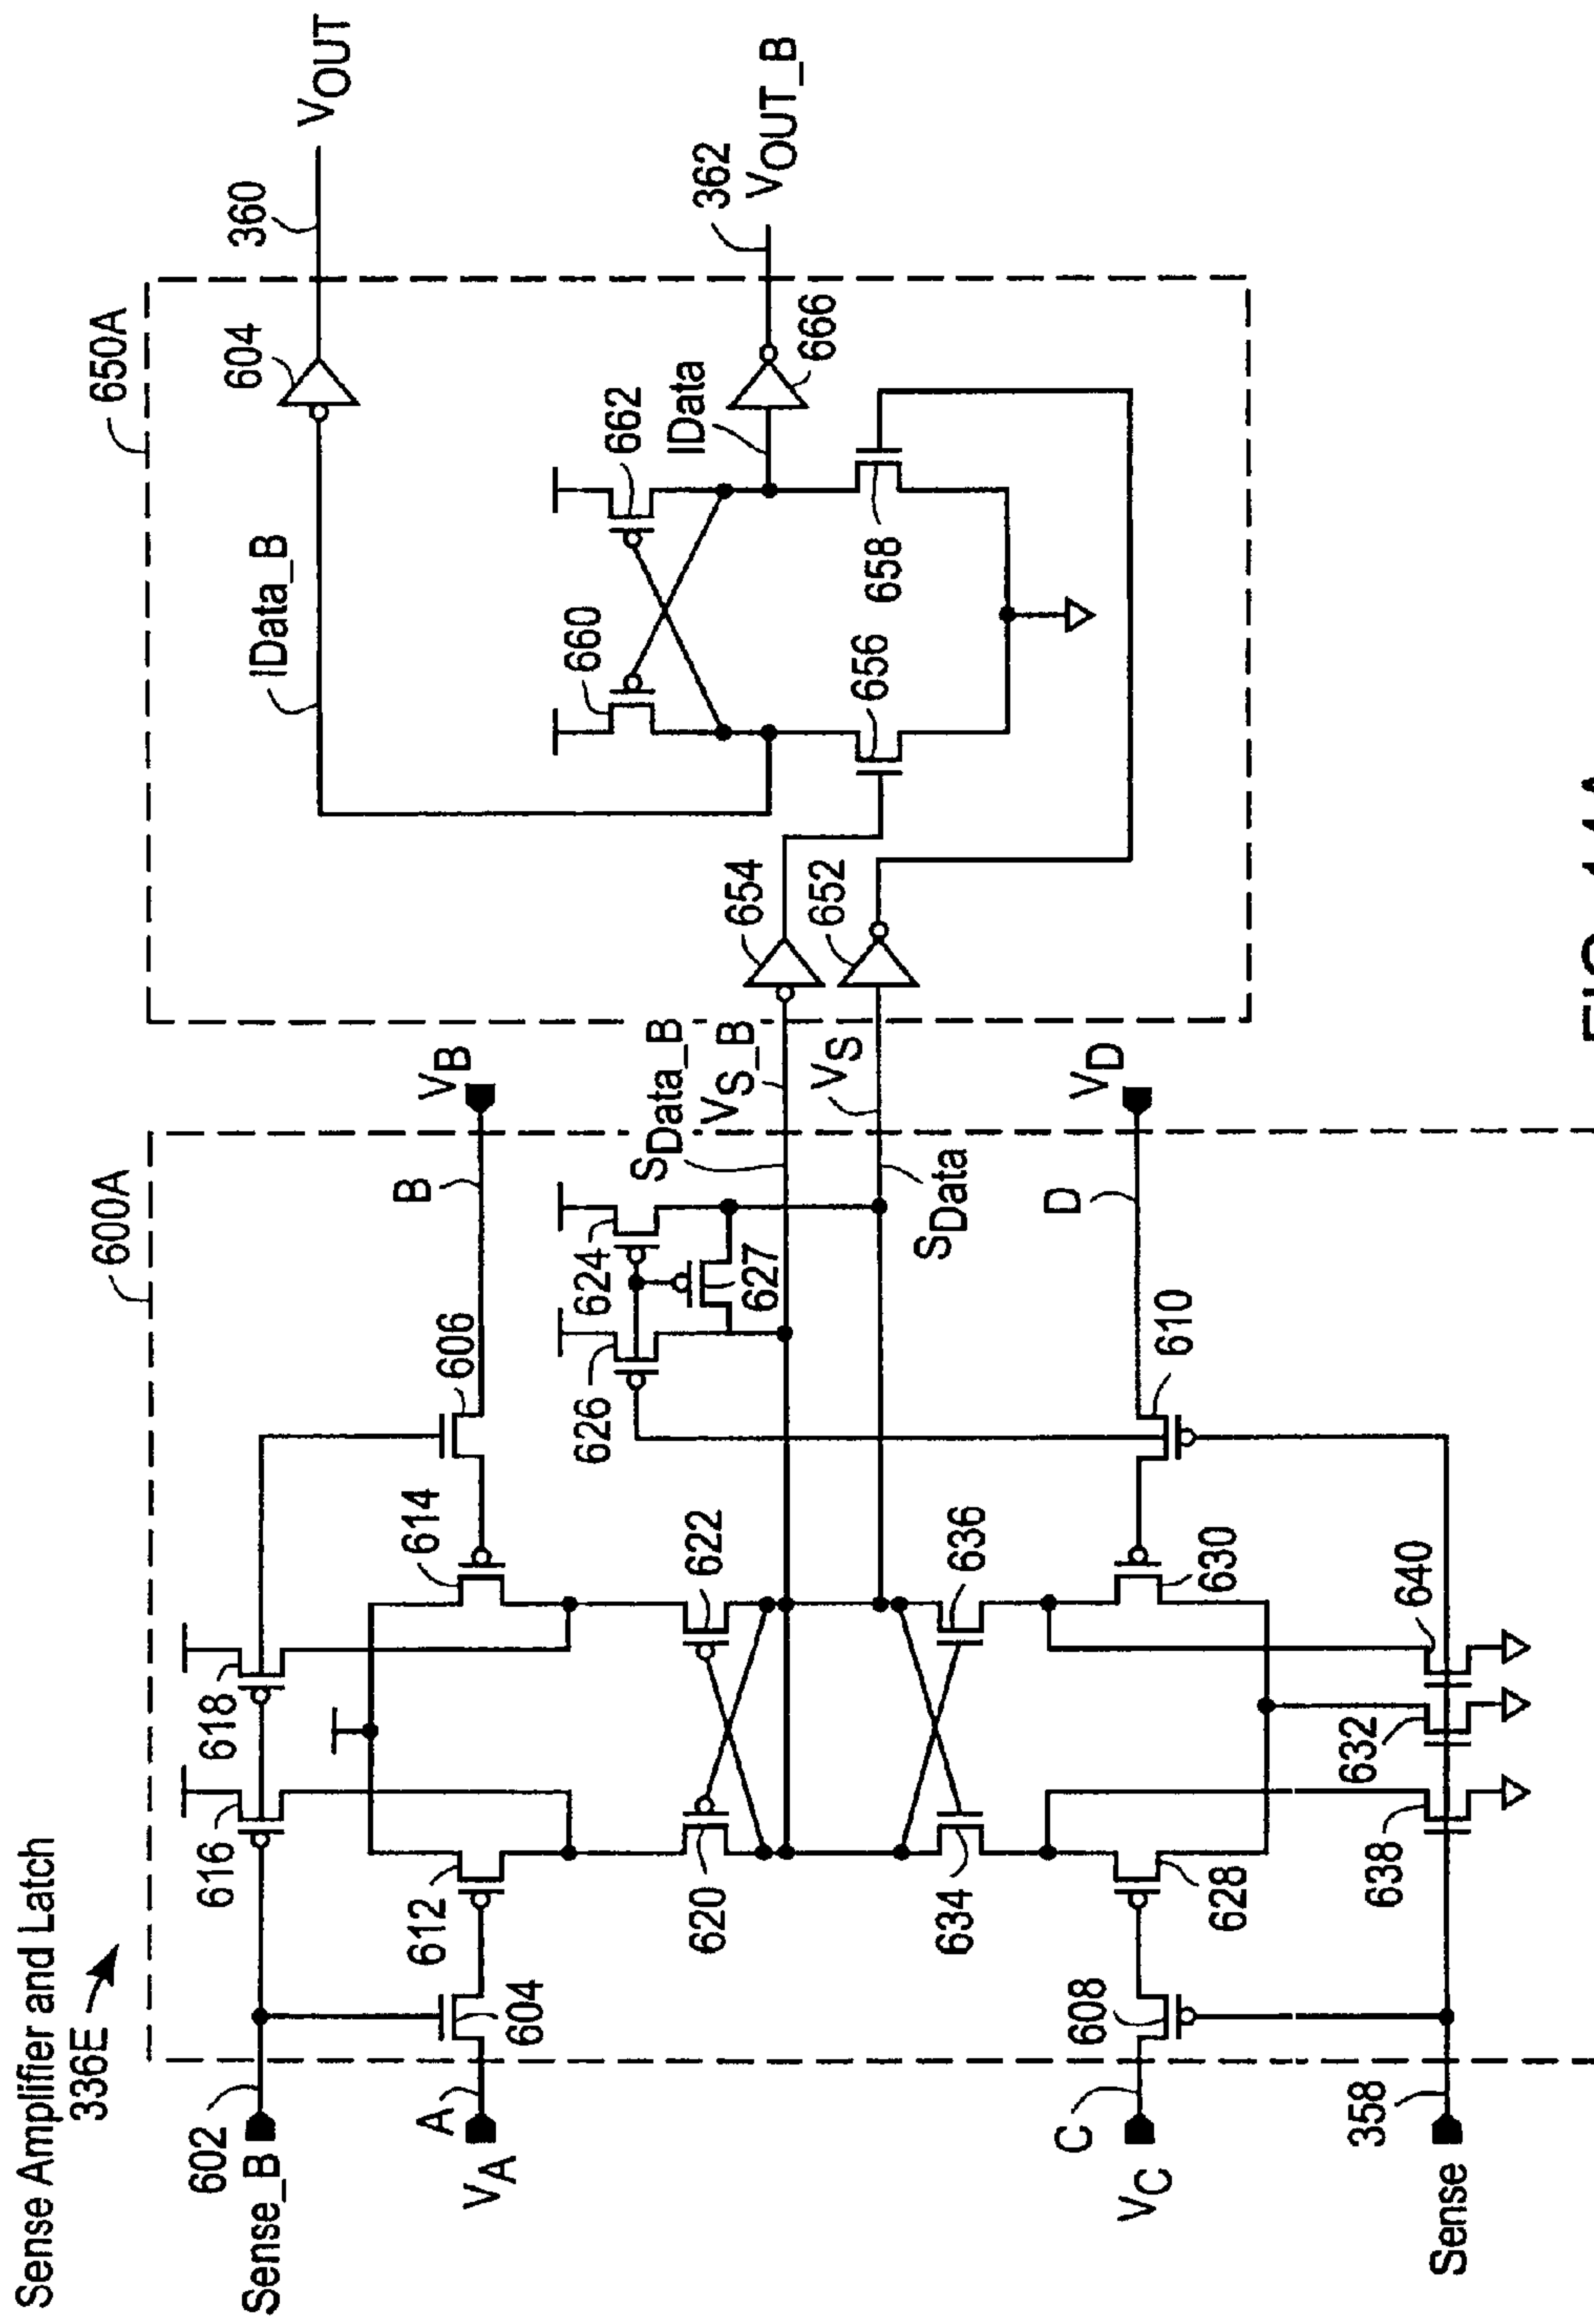 Sense Amplifier and Latch
336E
600A
650A
602
Sense_B
616
618
606
B
VB
604
A
VA
612
614
620
622
626
624
627
SData_B
VS_B
VS
SData
654
652
IData_B
604
360
VOUT
660
662
IData
666
362
VOUT_B
656
658
634
636
C
VC
608
628
630
610
D
VD
638
632
640
358
Sense